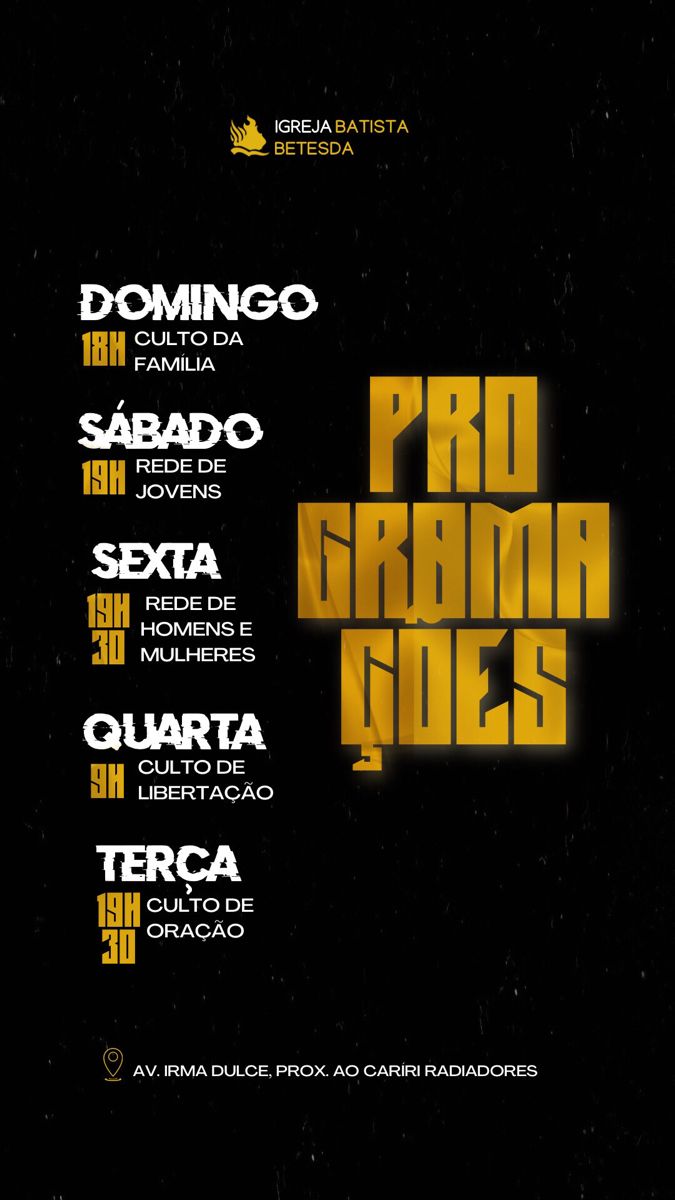 IGREJA BATISTA
BETESDA
DOMINGO
18H CULTO DA
FAMÍLIA
SÁBADO
19H REDE DE
JOVENS
SEXTA
19H REDE DE
HOMENS E
30 MULHERES
QUARTA
9H CULTO DE
LIBERTAÇÃO
TERÇA
19H CULTO DE
30 ORAÇÃO
PRO
GRAMA
ÇÕES
AV. IRMA DULCE, PROX. AO CARÍRI RADIADORES